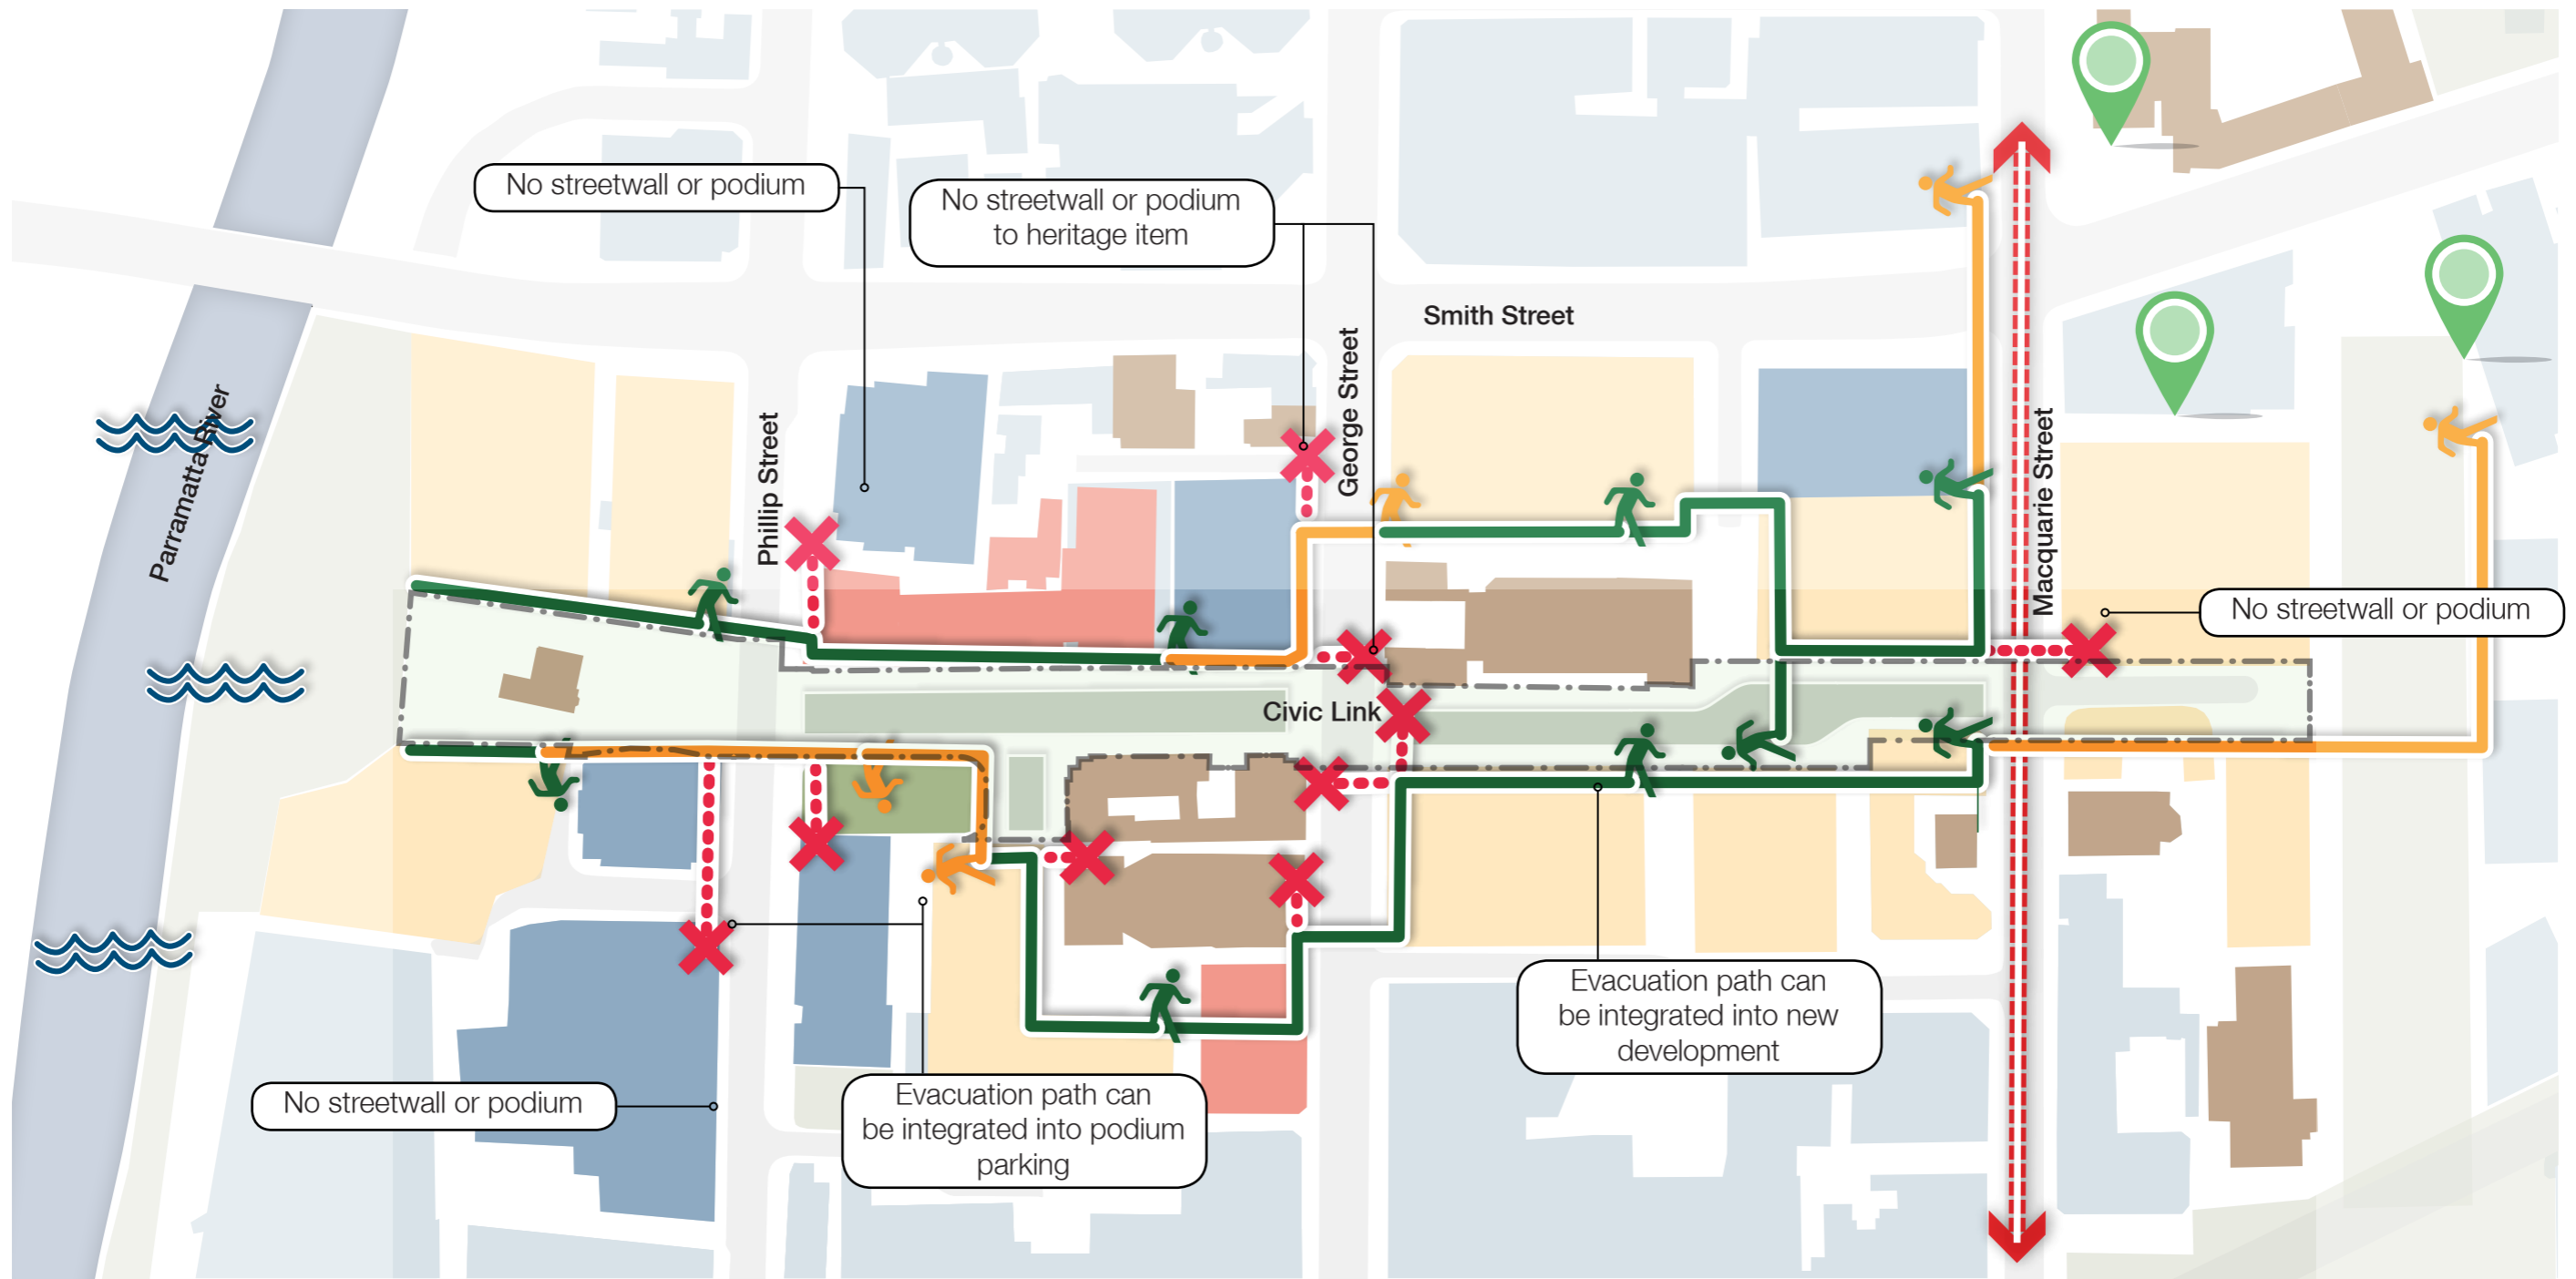 No streetwall or podium
No streetwall or podium
to heritage item
Smith Street
George Street
Phillip Street
Parramatta River
Macquarie Street
No streetwall or podium
Civic Link
Evacuation path can
be integrated into new
development
No streetwall or podium
Evacuation path can
be integrated into podium
parking